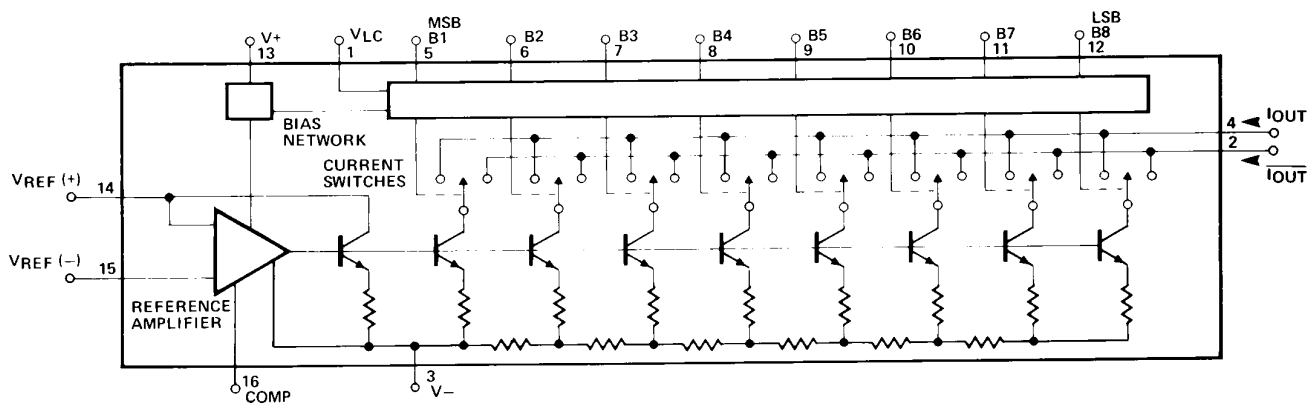 V+
13
VLC
1
MSB
B1
5
B2
6
B3
7
B4
8
B5
9
B6
10
B7
11
LSB
B8
12
BIAS
NETWORK
CURRENT
SWITCHES
4
IOUT
2
IOUT
VREF (+)
14
VREF (−)
15
REFERENCE
AMPLIFIER
16
COMP
3
V−